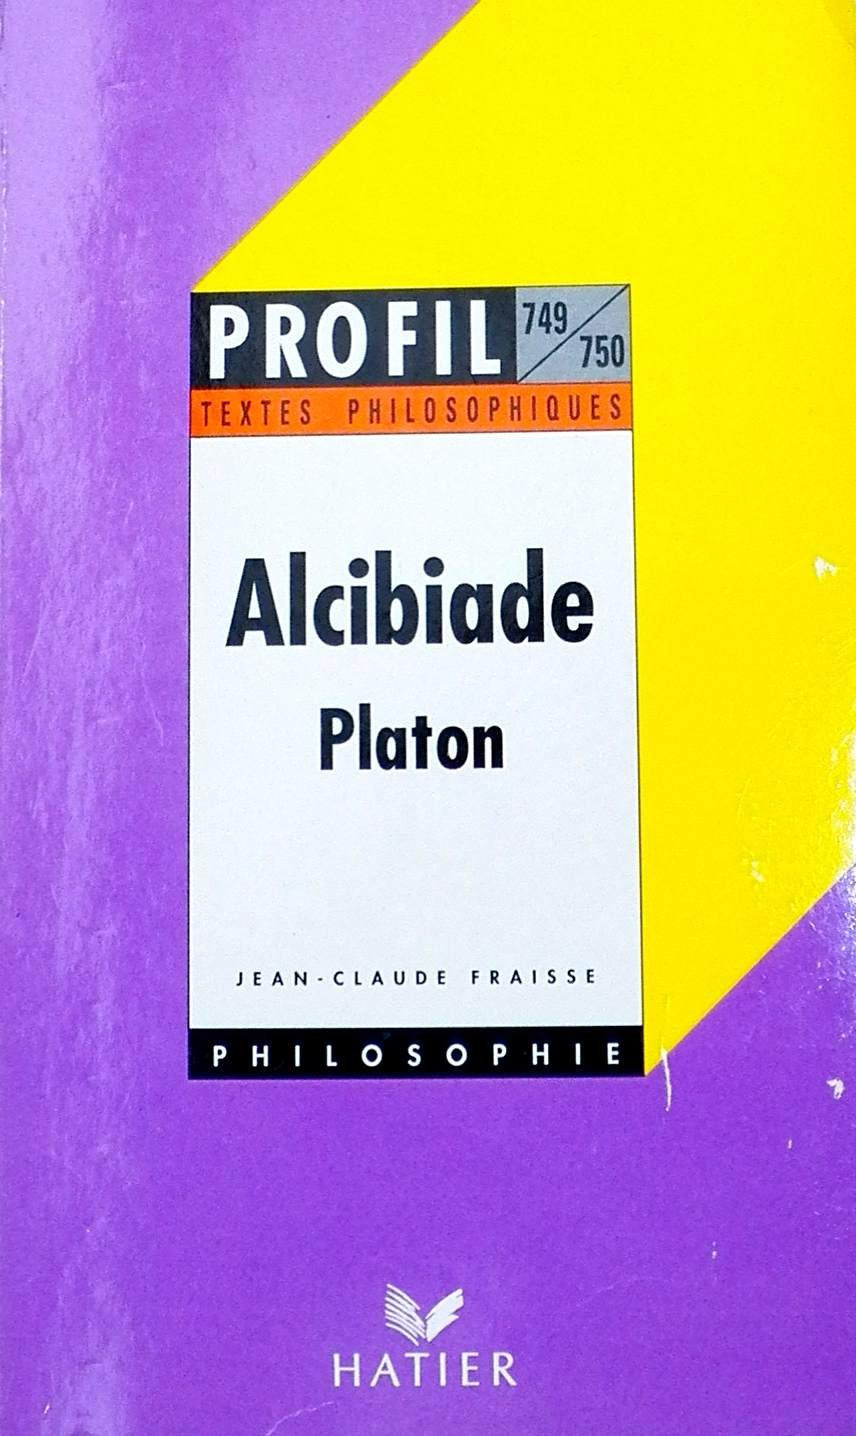 PROFIL 749/750
TEXTES PHILOSOPHIQUES
Alcibiade
Platon
JEAN-CLAUDE FRAISSE
PHILOSOPHIE
HATIER